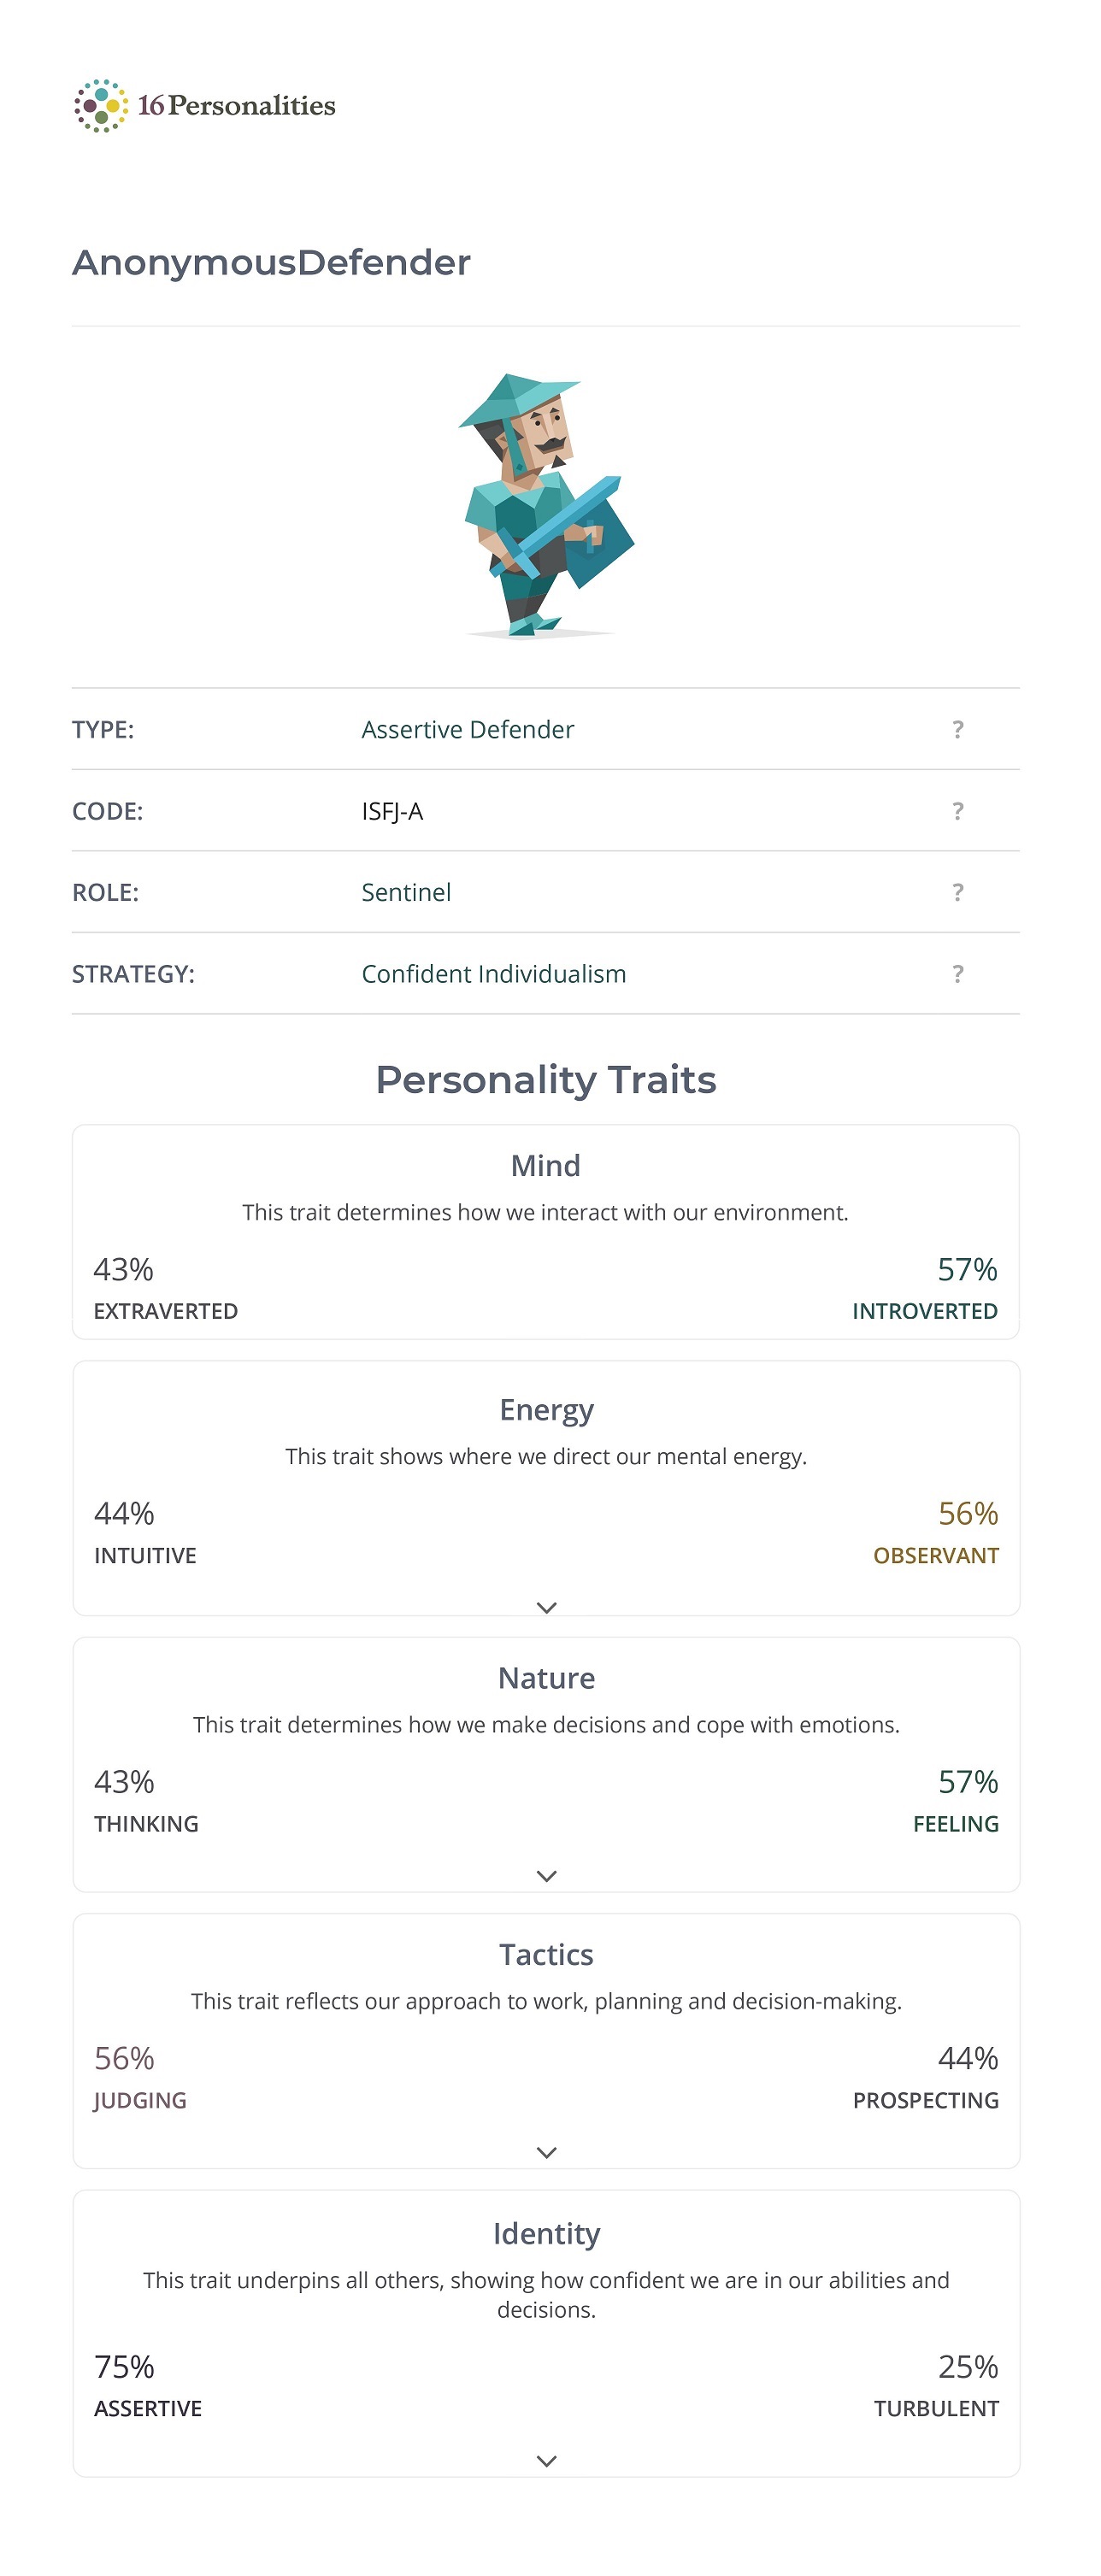 16Personalities
AnonymousDefender
TYPE: Assertive Defender ?
CODE: ISFJ-A ?
ROLE: Sentinel ?
STRATEGY: Confident Individualism ?
Personality Traits
Mind
This trait determines how we interact with our environment.
43% 57%
EXTRAVERTED INTROVERTED
Energy
This trait shows where we direct our mental energy.
44% 56%
INTUITIVE OBSERVANT
Nature
This trait determines how we make decisions and cope with emotions.
43% 57%
THINKING FEELING
Tactics
This trait reflects our approach to work, planning and decision-making.
56% 44%
JUDGING PROSPECTING
Identity
This trait underpins all others, showing how confident we are in our abilities and
decisions.
75% 25%
ASSERTIVE TURBULENT